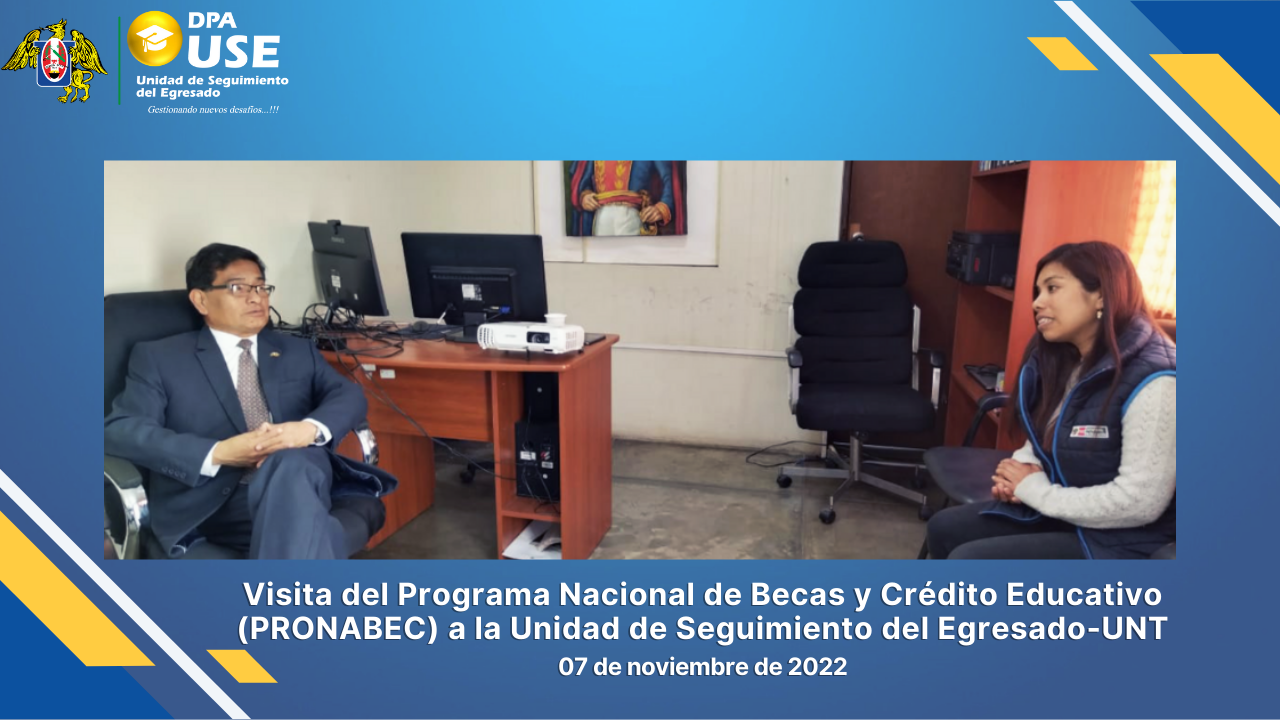 DPA
USE
Unidad de Seguimiento
del Egresado
Gestionando nuevos desafíos...!!!
Visita del Programa Nacional de Becas y Crédito Educativo
(PRONABEC) a la Unidad de Seguimiento del Egresado-UNT
07 de noviembre de 2022